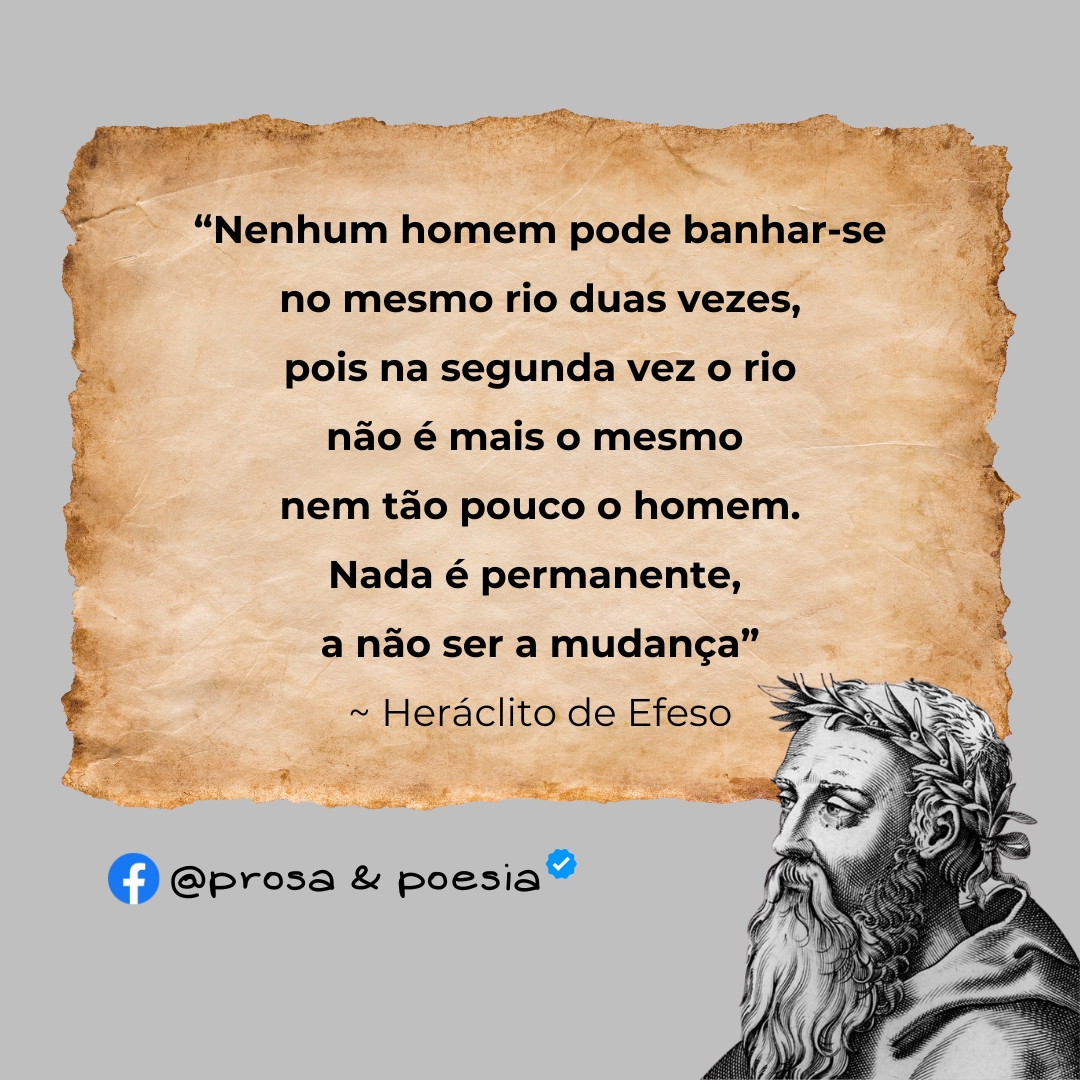 “Nenhum homem pode banhar-se
no mesmo rio duas vezes,
pois na segunda vez o rio
não é mais o mesmo
nem tão pouco o homem.
Nada é permanente,
a não ser a mudança”
~ Heráclito de Efeso
@prosa & poesia